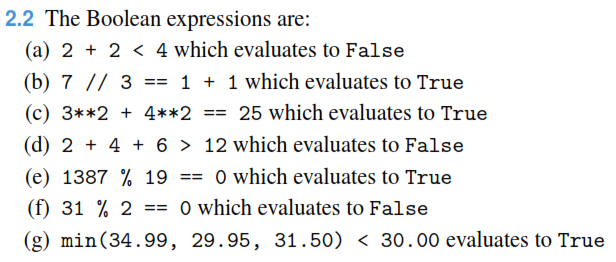 2.2 The Boolean expressions are:
(a) 2 + 2 < 4 which evaluates to False
(b) 7 // 3 == 1 + 1 which evaluates to True
(c) 3**2 + 4**2 == 25 which evaluates to True
(d) 2 + 4 + 6 > 12 which evaluates to False
(e) 1387 % 19 == 0 which evaluates to True
(f) 31 % 2 == 0 which evaluates to False
(g) min(34.99, 29.95, 31.50) < 30.00 evaluates to True